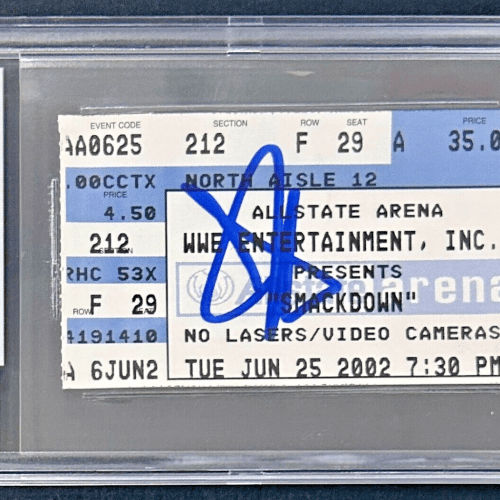 EVENT CODE SECTION ROW SEAT PRICE
AA0625 212 F 29 A 35.0
.00CCTX NORTH AISLE 12
PRICE
4.50 ALLSTATE ARENA
SECTION
212 WWE ENTERTAINMENT, INC.
RHC 53X PRESENTS
arena
F 29 "SMACKDOWN"
4191410 NO LASERS/VIDEO CAMERAS
A 6JUN2 TUE JUN 25 2002 7:30 PM